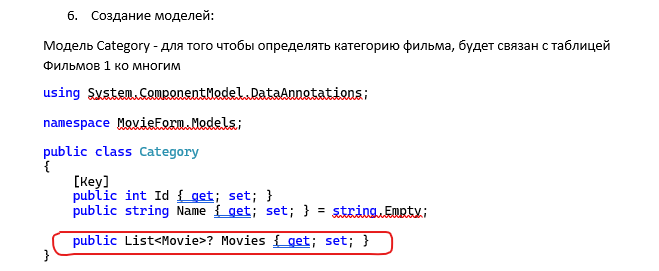 6. Создание моделей:
Модель Category - для того чтобы определять категорию фильма, будет связан с таблицей
Фильмов 1 ко многим
using System.ComponentModel.DataAnnotations;
namespace MovieForm.Models;
public class Category
{
[Key]
public int Id { get; set; }
public string Name { get; set; } = string.Empty;
public List<Movie>? Movies { get; set; }
}